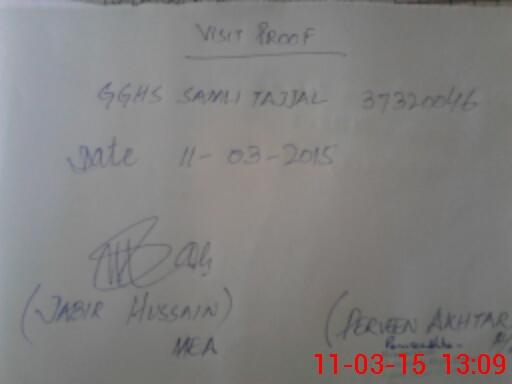 VISIT PROOF
GGHS SAMLI TAJJAL 37320046
Date 11-03-2015
(JABIR HUSSAIN)
MEA
(PERVEEN AKHTAR
11-03-15 13:09